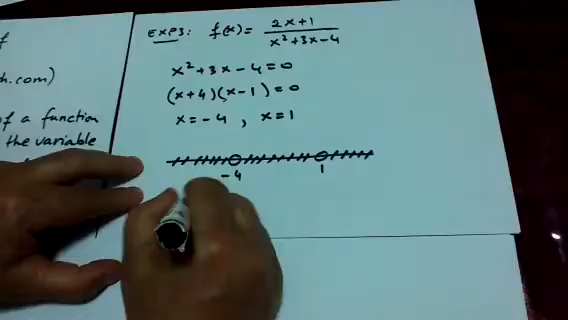 f
h.com)
of a function
the variable
EXP3: f(x) = 2x+1 / x²+3x-4
x²+3x-4=0
(x+4)(x-1)=0
x=-4, x=1
-4 1